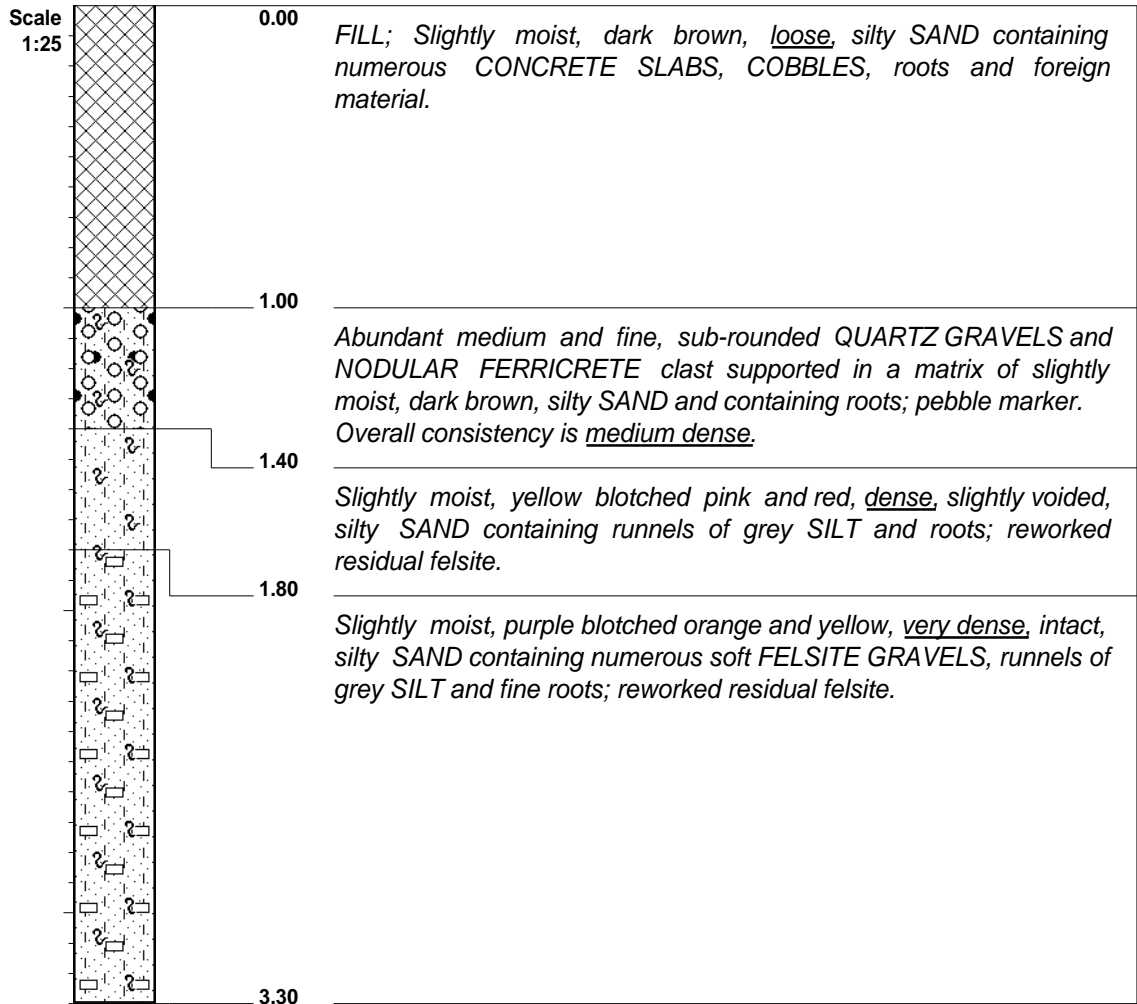 Scale
1:25
0.00
FILL; Slightly moist, dark brown, loose, silty SAND containing
numerous CONCRETE SLABS, COBBLES, roots and foreign
material.
1.00
Abundant medium and fine, sub-rounded QUARTZ GRAVELS and
NODULAR FERRICRETE clast supported in a matrix of slightly
moist, dark brown, silty SAND and containing roots; pebble marker.
Overall consistency is medium dense.
1.40
Slightly moist, yellow blotched pink and red, dense, slightly voided,
silty SAND containing runnels of grey SILT and roots; reworked
residual felsite.
1.80
Slightly moist, purple blotched orange and yellow, very dense, intact,
silty SAND containing numerous soft FELSITE GRAVELS, runnels of
grey SILT and fine roots; reworked residual felsite.
3.30